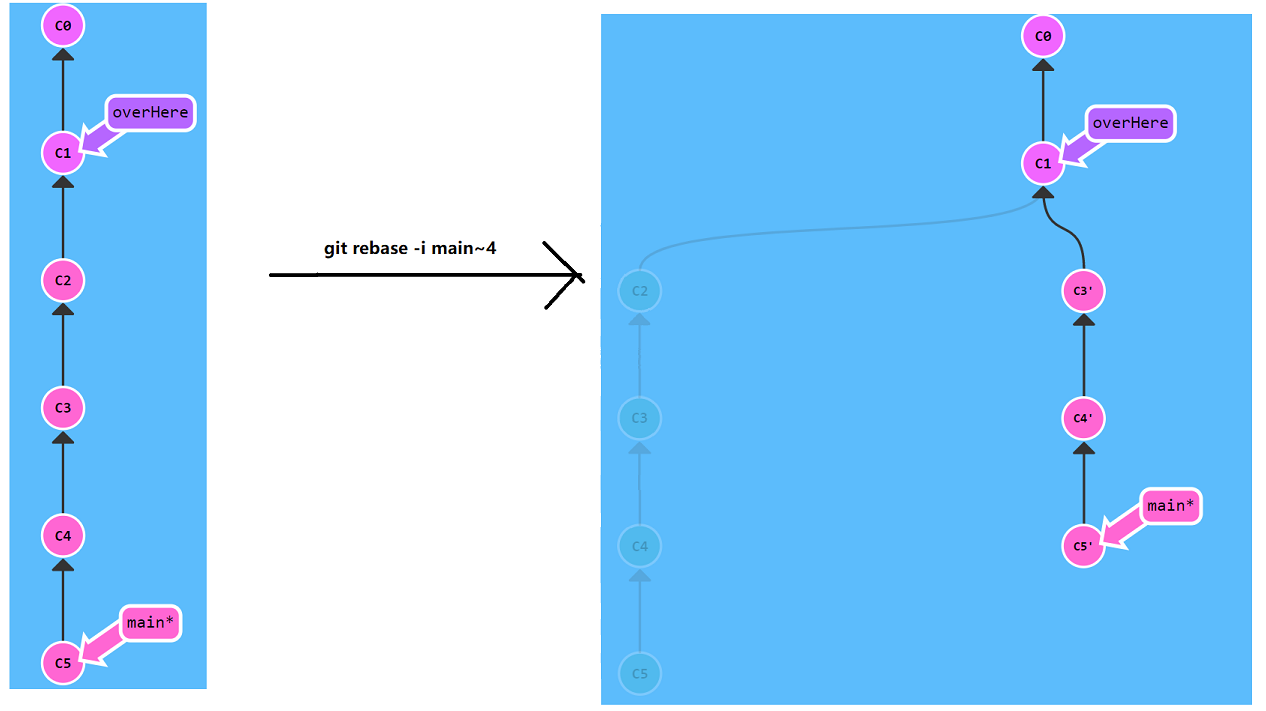 C0
overHere
C1
C2
C3
C4
main*
C5
git rebase -i main~4
C0
overHere
C1
C2
C3'
C3
C4'
main*
C4
C5'
C5